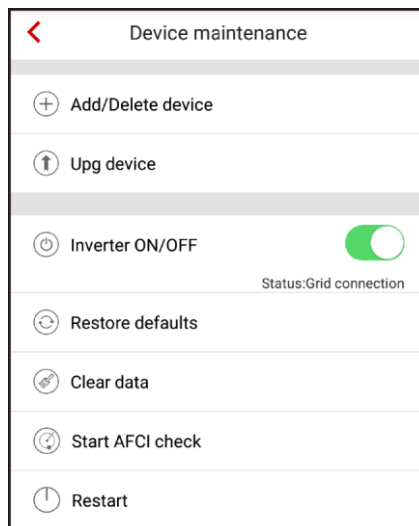 Device maintenance
Add/Delete device
Upg device
Inverter ON/OFF
Status:Grid connection
Restore defaults
Clear data
Start AFCI check
Restart